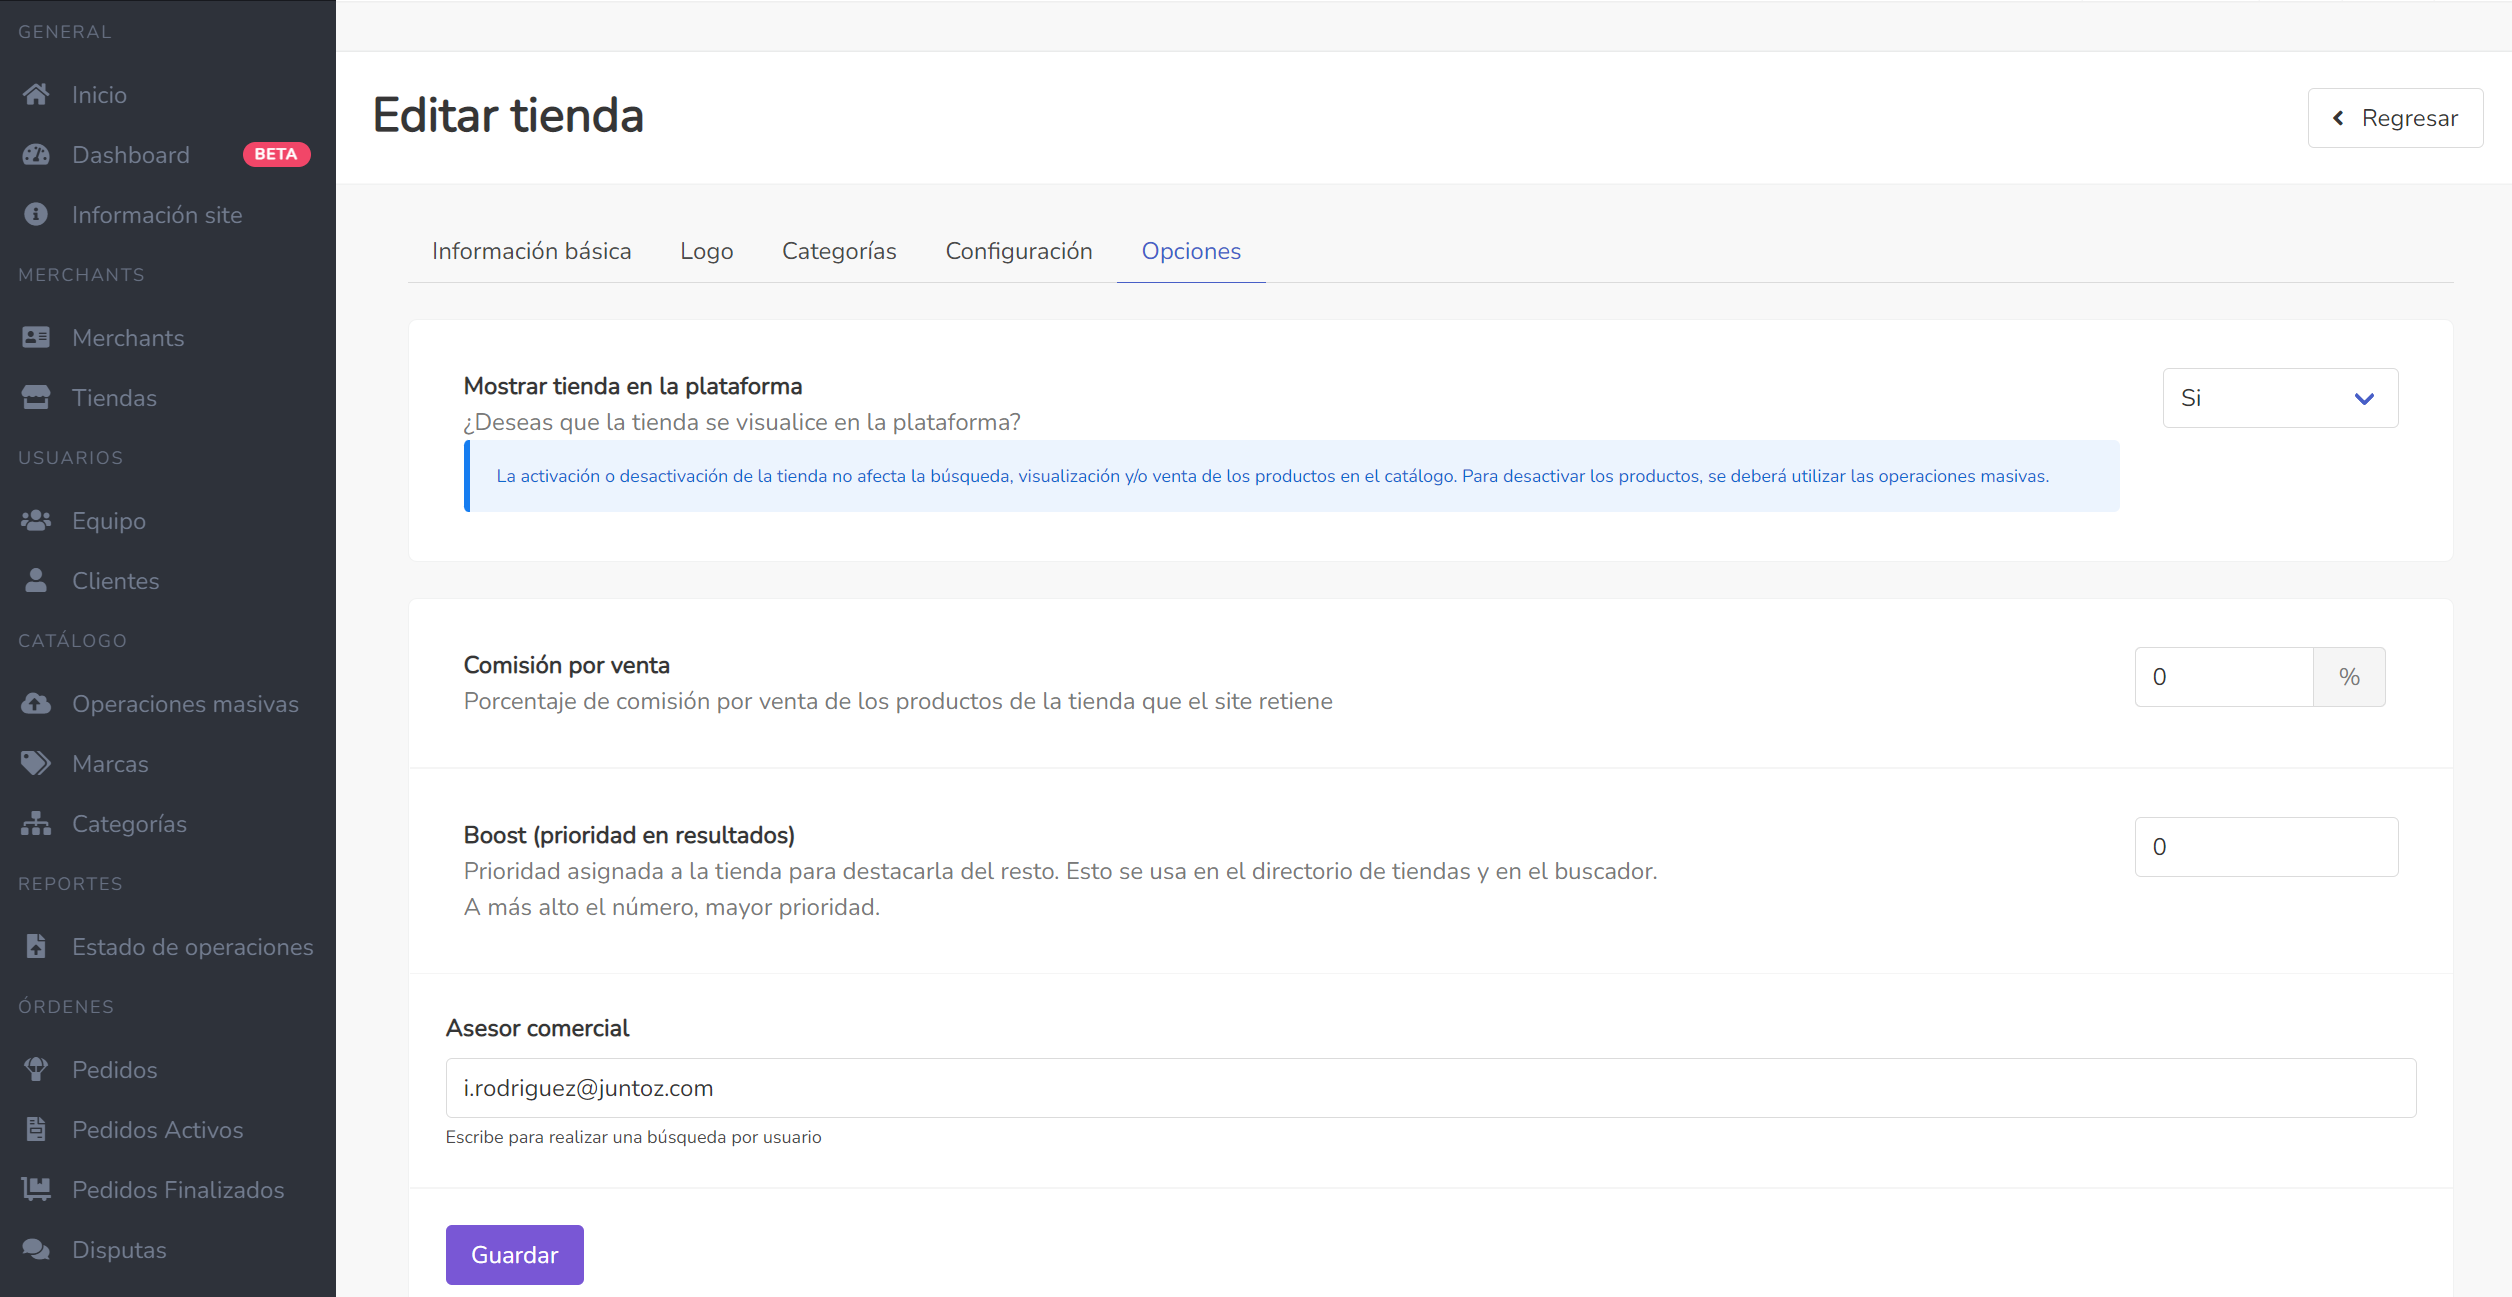 GENERAL
Inicio
Dashboard BETA
Información site
MERCHANTS
Merchants
Tiendas
USUARIOS
Equipo
Clientes
CATÁLOGO
Operaciones masivas
Marcas
Categorías
REPORTES
Estado de operaciones
ÓRDENES
Pedidos
Pedidos Activos
Pedidos Finalizados
Disputas
Editar tienda
Regresar
Información básica Logo Categorías Configuración Opciones
Mostrar tienda en la plataforma
¿Deseas que la tienda se visualice en la plataforma?
Si
La activación o desactivación de la tienda no afecta la búsqueda, visualización y/o venta de los productos en el catálogo. Para desactivar los productos, se deberá utilizar las operaciones masivas.
Comisión por venta
Porcentaje de comisión por venta de los productos de la tienda que el site retiene
0 %
Boost (prioridad en resultados)
Prioridad asignada a la tienda para destacarla del resto. Esto se usa en el directorio de tiendas y en el buscador.
A más alto el número, mayor prioridad.
0
Asesor comercial
i.rodriguez@juntoz.com
Escribe para realizar una búsqueda por usuario
Guardar